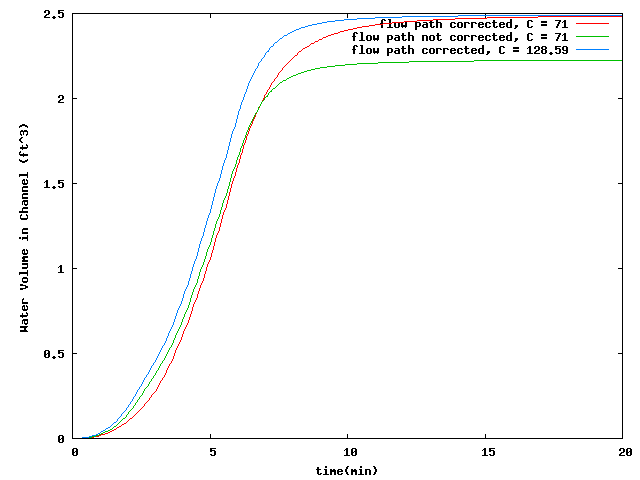 2.5
flow path corrected, C = 71
flow path not corrected, C = 71
flow path corrected, C = 128.59
2
1.5
1
0.5
0
Water Volume in Channel (ft^3)
0 5 10 15 20
time(min)